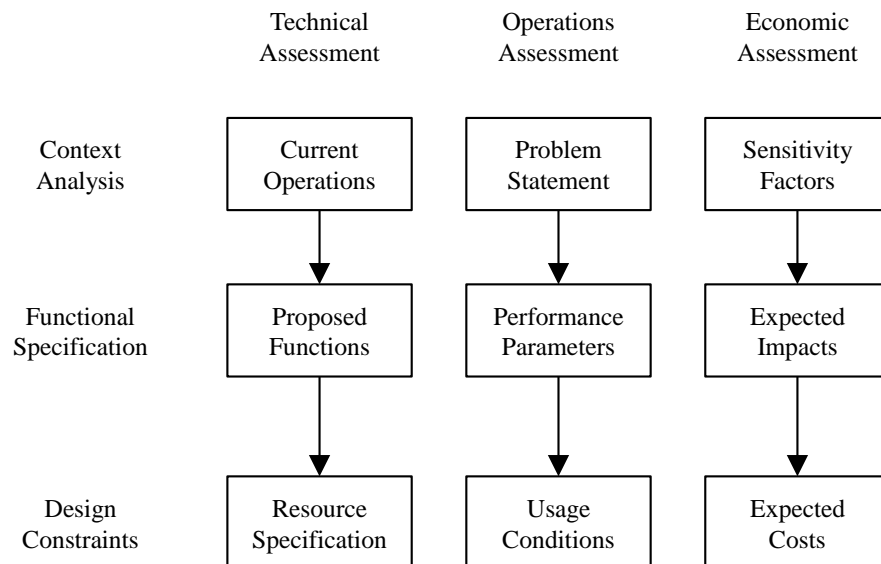 Technical
Assessment
Operations
Assessment
Economic
Assessment
Context
Analysis
Current
Operations
Problem
Statement
Sensitivity
Factors
Functional
Specification
Proposed
Functions
Performance
Parameters
Expected
Impacts
Design
Constraints
Resource
Specification
Usage
Conditions
Expected
Costs